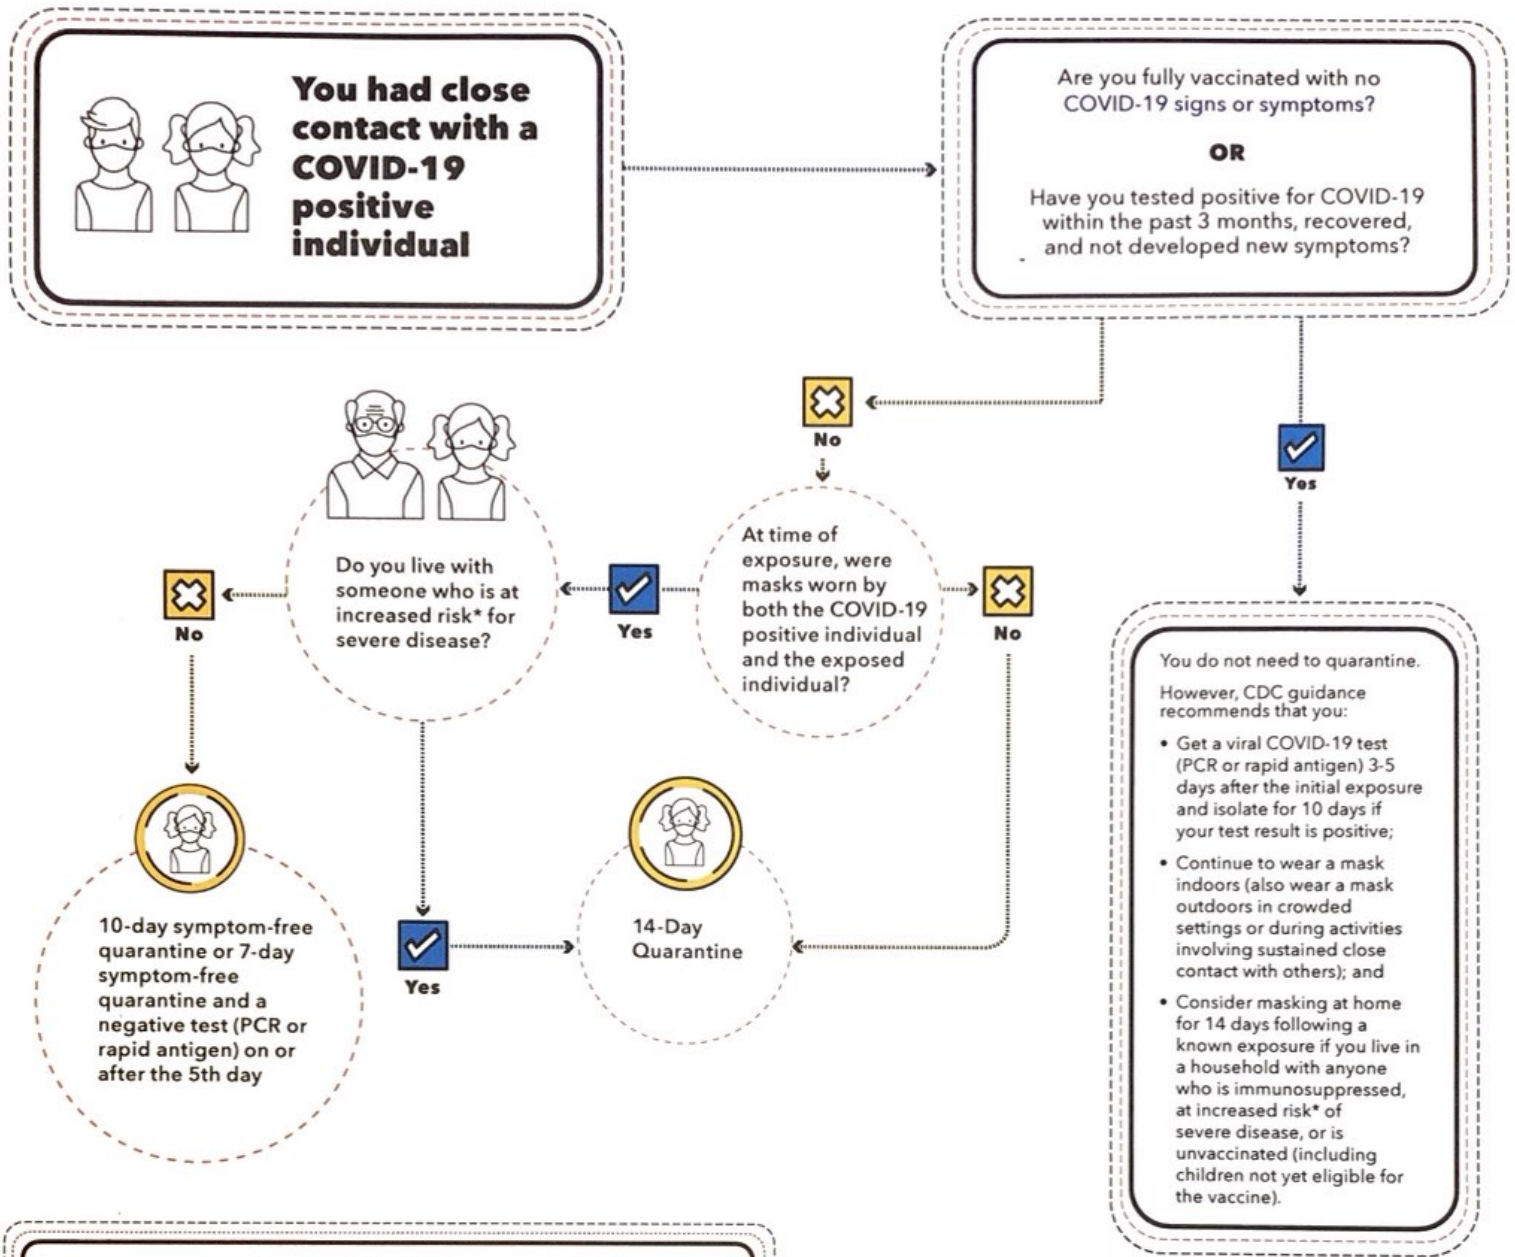 You had close
contact with a
COVID-19
positive
individual
Are you fully vaccinated with no
COVID-19 signs or symptoms?
OR
Have you tested positive for COVID-19
within the past 3 months, recovered,
and not developed new symptoms?
No
Yes
At time of
exposure, were
masks worn by
both the COVID-19
positive individual
and the exposed
individual?
Yes
No
Do you live with
someone who is at
increased risk* for
severe disease?
No
Yes
10-day symptom-free
quarantine or 7-day
symptom-free
quarantine and a
negative test (PCR or
rapid antigen) on or
after the 5th day
14-Day
Quarantine
You do not need to quarantine.
However, CDC guidance
recommends that you:
• Get a viral COVID-19 test
(PCR or rapid antigen) 3-5
days after the initial exposure
and isolate for 10 days if
your test result is positive;
• Continue to wear a mask
indoors (also wear a mask
outdoors in crowded
settings or during activities
involving sustained close
contact with others); and
• Consider masking at home
for 14 days following a
known exposure if you live in
a household with anyone
who is immunosuppressed,
at increased risk* of
severe disease, or is
unvaccinated (including
children not yet eligible for
the vaccine).